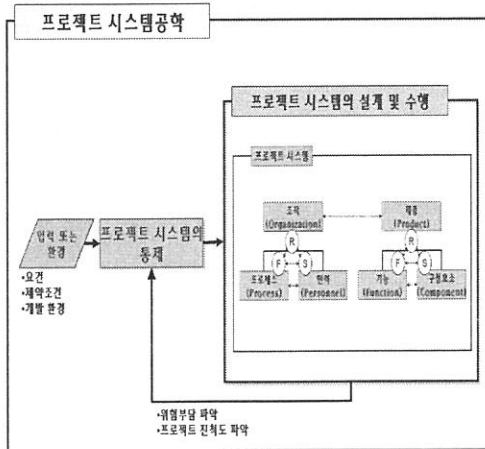 프로젝트 시스템공학
프로젝트 시스템의 설계 및 수행
프로젝트 시스템
조직
(Organization)
제품
(Product)
R
R
F
S
F
S
프로세스
(Process)
인력
(Personnel)
기능
(Function)
구성요소
(Component)
입력 또는
환경
프로젝트 시스템의
통제
•요건
•제약조건
•개발 환경
•위험부담 파악
•프로젝트 진척도 파악